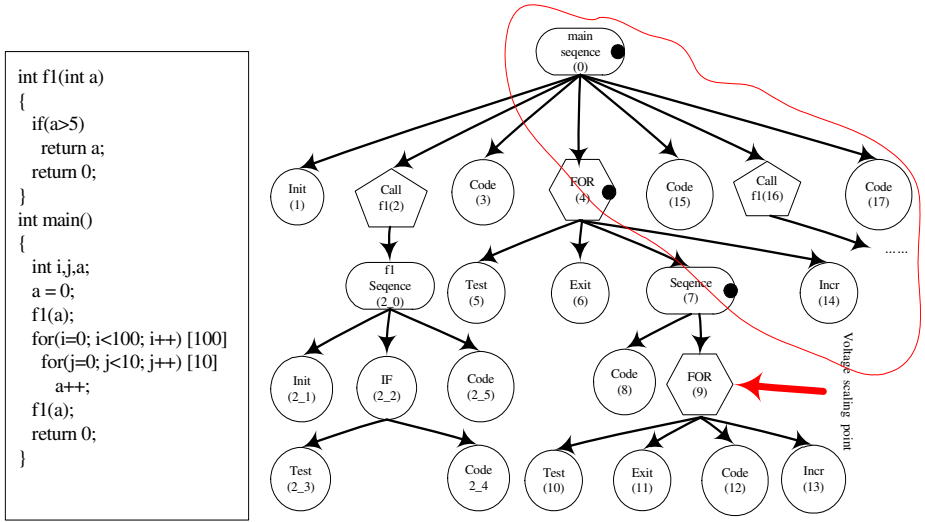 int f1(int a)
{
if(a>5)
return a;
return 0;
}
int main()
{
int i,j,a;
a = 0;
f1(a);
for(i=0; i<100; i++) [100]
for(j=0; j<10; j++) [10]
a++;
f1(a);
return 0;
}
main
seqence
(0)
Init
(1)
Call
f1(2)
Code
(3)
FOR
(4)
Code
(15)
Call
f1(16)
Code
(17)
......
f1
Seqence
(2_0)
Test
(5)
Exit
(6)
Seqence
(7)
Incr
(14)
Init
(2_1)
IF
(2_2)
Code
(2_5)
Code
(8)
FOR
(9)
Voltage scaling point
Test
(2_3)
Code
2_4
Test
(10)
Exit
(11)
Code
(12)
Incr
(13)